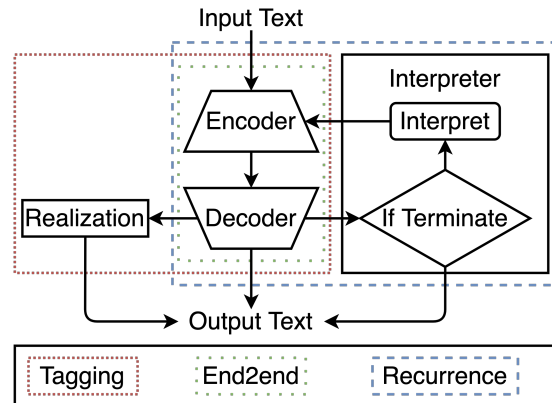 Input Text
Interpreter
Encoder
Interpret
Realization
Decoder
If Terminate
Output Text
Tagging
End2end
Recurrence